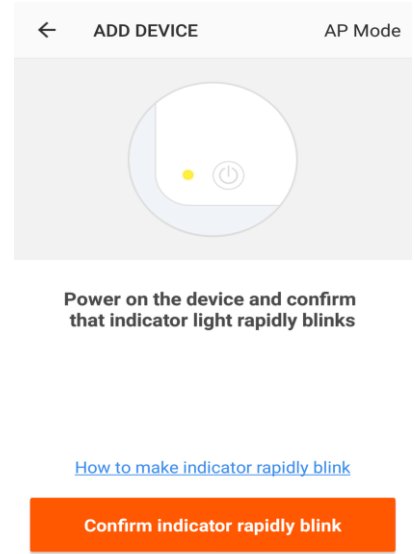 ADD DEVICE AP Mode
Power on the device and confirm
that indicator light rapidly blinks
How to make indicator rapidly blink
Confirm indicator rapidly blink